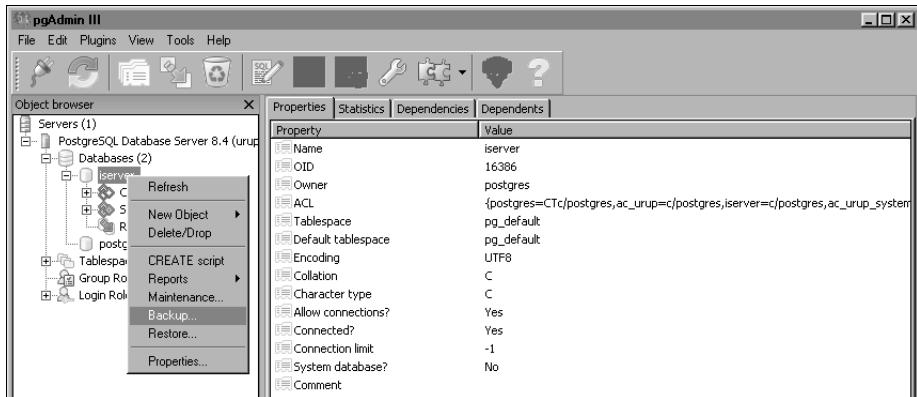 pgAdmin III
File Edit Plugins View Tools Help
SQL
Object browser
Servers (1)
PostgreSQL Database Server 8.4 (urup
Databases (2)
iserver
C
S
R
postg
Tablespa
Group Ro
Login Role
Refresh
New Object
Delete/Drop
CREATE script
Reports
Maintenance...
Backup...
Restore...
Properties...
Properties Statistics Dependencies Dependents
Property Value
Name iserver
OID 16386
Owner postgres
ACL {postgres=CTc/postgres,ac_urup=c/postgres,iserver=c/postgres,ac_urup_system
Tablespace pg_default
Default tablespace pg_default
Encoding UTF8
Collation C
Character type C
Allow connections? Yes
Connected? Yes
Connection limit -1
System database? No
Comment